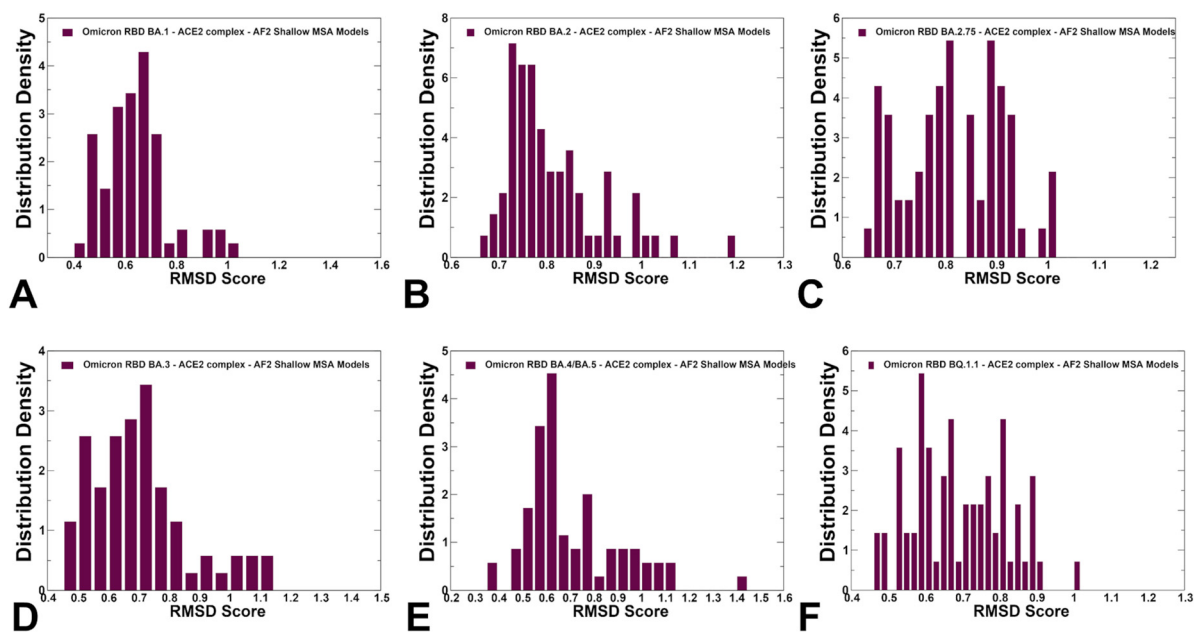 Omicron RBD BA.1 - ACE2 complex - AF2 Shallow MSA Models
Distribution Density
5
4
3
2
1
0
0.4 0.6 0.8 1 1.2 1.4 1.6
RMSD Score
A
Omicron RBD BA.2 - ACE2 complex - AF2 Shallow MSA Models
Distribution Density
8
6
4
2
0
0.6 0.7 0.8 0.9 1 1.1 1.2 1.3
RMSD Score
B
Omicron RBD BA.2.75 - ACE2 complex - AF2 Shallow MSA Models
Distribution Density
6
5
4
3
2
1
0
0.6 0.7 0.8 0.9 1 1.1 1.2
RMSD Score
C
Omicron RBD BA.3 - ACE2 complex - AF2 Shallow MSA Models
Distribution Density
4
3
2
1
0
0.4 0.5 0.6 0.7 0.8 0.9 1 1.1 1.2 1.3 1.4 1.5
RMSD Score
D
Omicron RBD BA.4/BA.5 - ACE2 complex - AF2 Shallow MSA Models
Distribution Density
5
4
3
2
1
0
0.2 0.3 0.4 0.5 0.6 0.7 0.8 0.9 1 1.1 1.2 1.3 1.4 1.5 1.6
RMSD Score
E
Omicron RBD BQ.1.1 - ACE2 complex - AF2 Shallow MSA Models
Distribution Density
6
5
4
3
2
1
0
0.4 0.5 0.6 0.7 0.8 0.9 1 1.1 1.2 1.3
RMSD Score
F